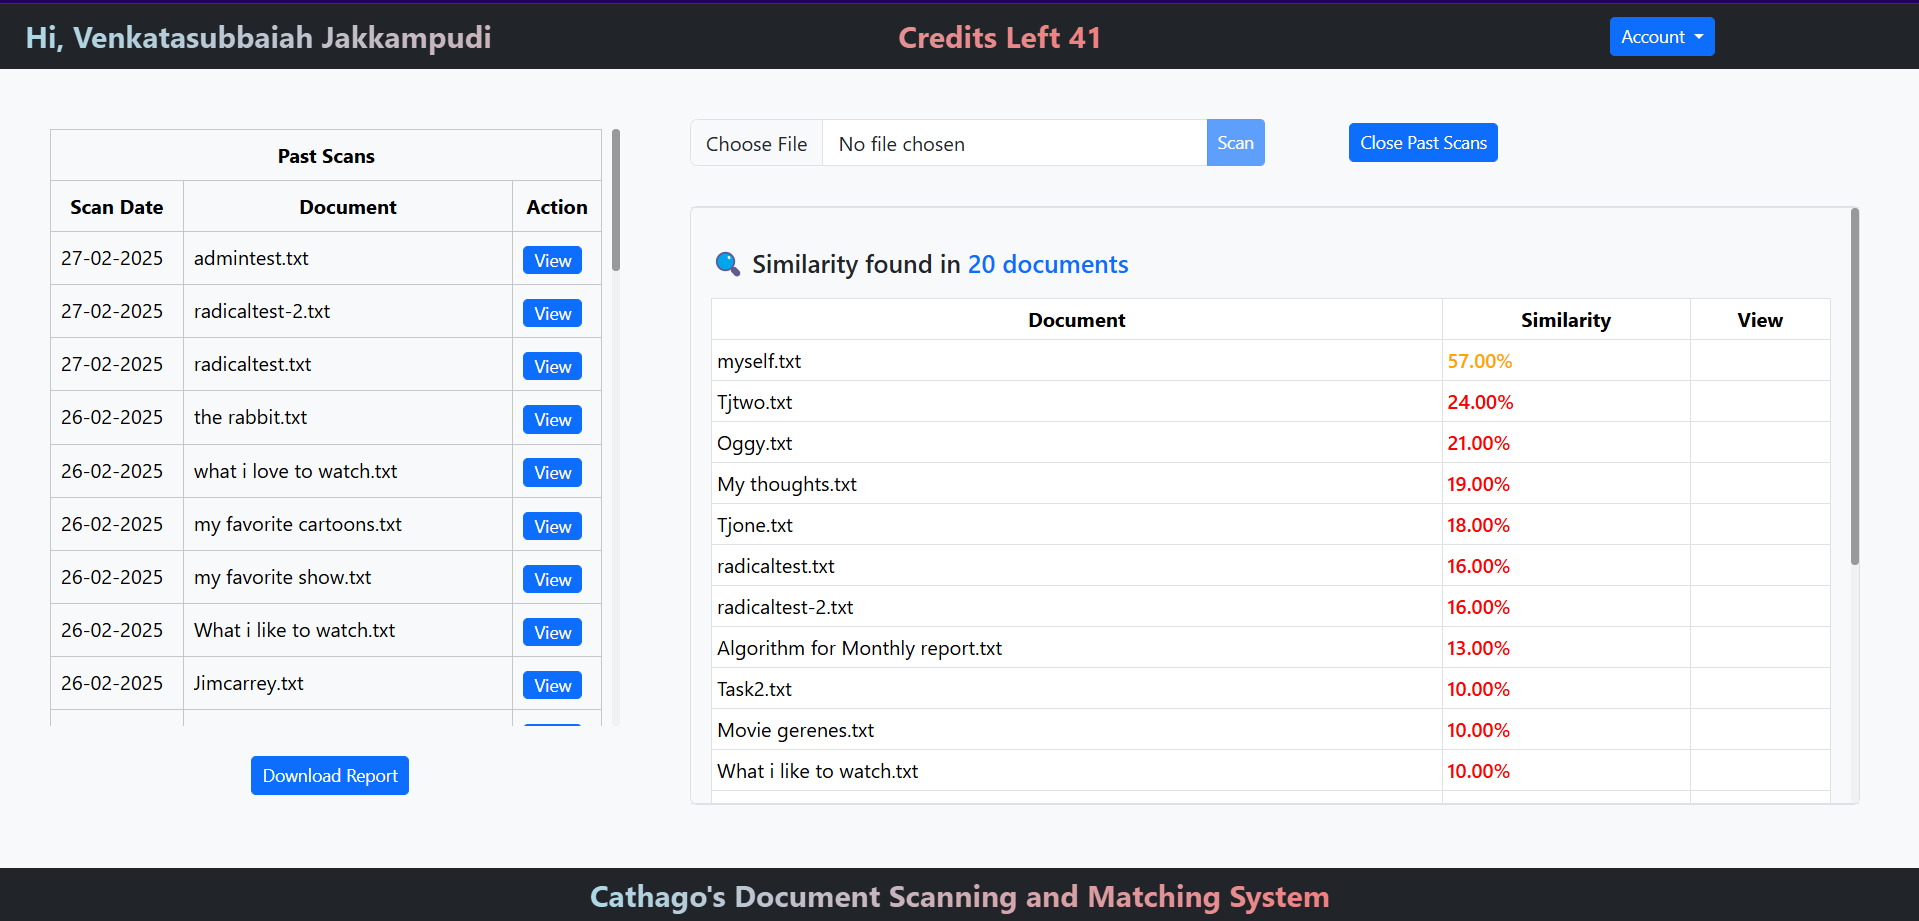 Hi, Venkatasubbaiah Jakkampudi
Credits Left 41
Account
Past Scans
Scan Date Document Action
27-02-2025 admintest.txt View
27-02-2025 radicaltest-2.txt View
27-02-2025 radicaltest.txt View
26-02-2025 the rabbit.txt View
26-02-2025 what i love to watch.txt View
26-02-2025 my favorite cartoons.txt View
26-02-2025 my favorite show.txt View
26-02-2025 What i like to watch.txt View
26-02-2025 Jimcarrey.txt View
Download Report
Choose File No file chosen Scan
Close Past Scans
Similarity found in 20 documents
Document Similarity View
myself.txt 57.00%
Tjtwo.txt 24.00%
Oggy.txt 21.00%
My thoughts.txt 19.00%
Tjone.txt 18.00%
radicaltest.txt 16.00%
radicaltest-2.txt 16.00%
Algorithm for Monthly report.txt 13.00%
Task2.txt 10.00%
Movie gerenes.txt 10.00%
What i like to watch.txt 10.00%
Cathago's Document Scanning and Matching System